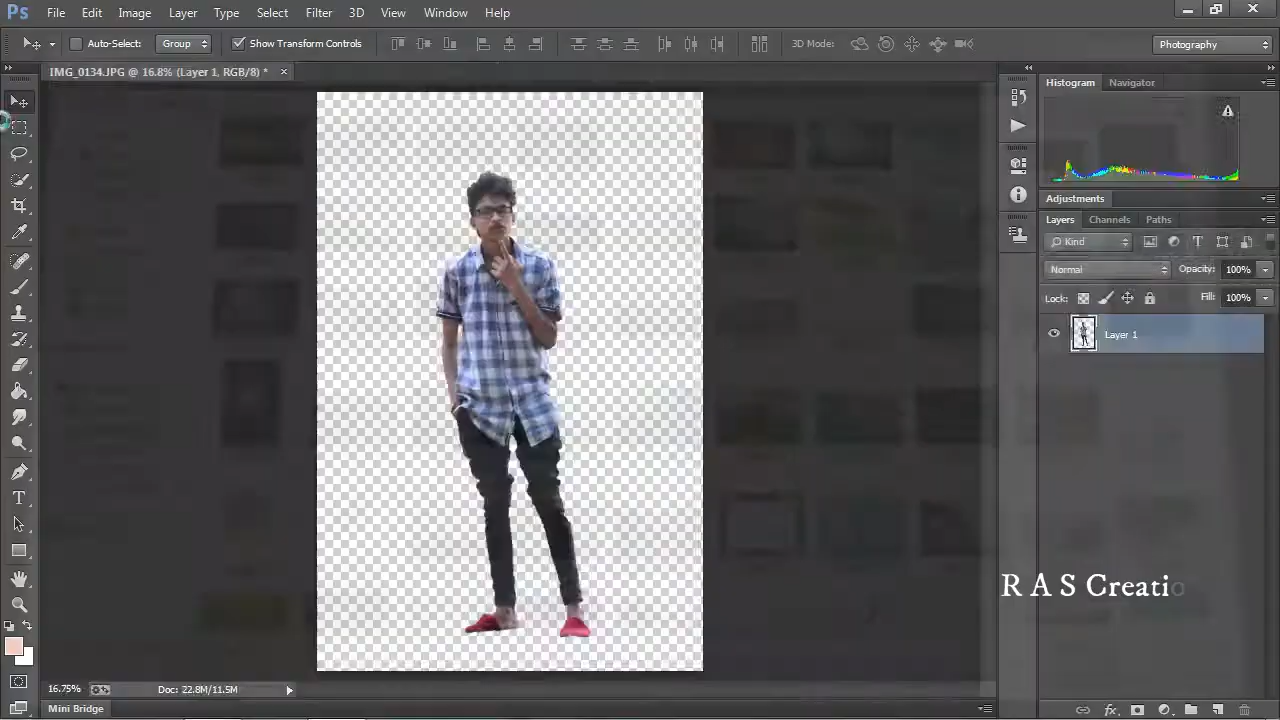 Ps File Edit Image Layer Type Select Filter 3D View Window Help
Auto-Select: Group Show Transform Controls 3D Mode: Photography
IMG_0134.JPG @ 16.8% (Layer 1, RGB/8) *
Histogram Navigator
Adjustments
Layers Channels Paths
Kind
Normal Opacity: 100%
Lock: Fill: 100%
Layer 1
R A S Creatio
16.75% Doc: 22.8M/11.5M
Mini Bridge